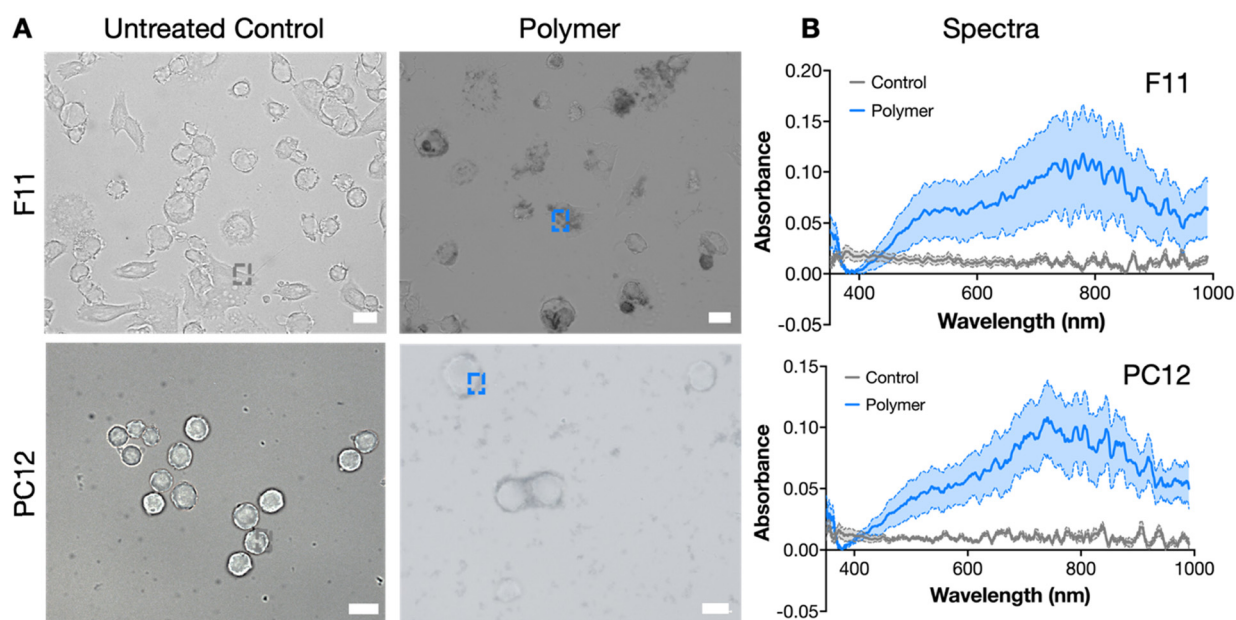 A
Untreated Control
Polymer
F11
PC12
B
Spectra
F11
Control
Polymer
0.20
0.15
0.10
0.05
0.00
-0.05
Absorbance
400
600
800
1000
Wavelength (nm)
PC12
Control
Polymer
0.15
0.10
0.05
0.00
-0.05
Absorbance
400
600
800
1000
Wavelength (nm)